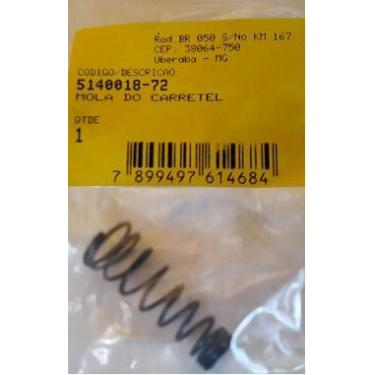 Rod.BR 050 S/No KM 167
CEP: 38064-750
Uberaba - MG
CODIGO/DESCRICAO
5140018-72
MOLA DO CARRETEL
QTDE
1
7 899497 614684